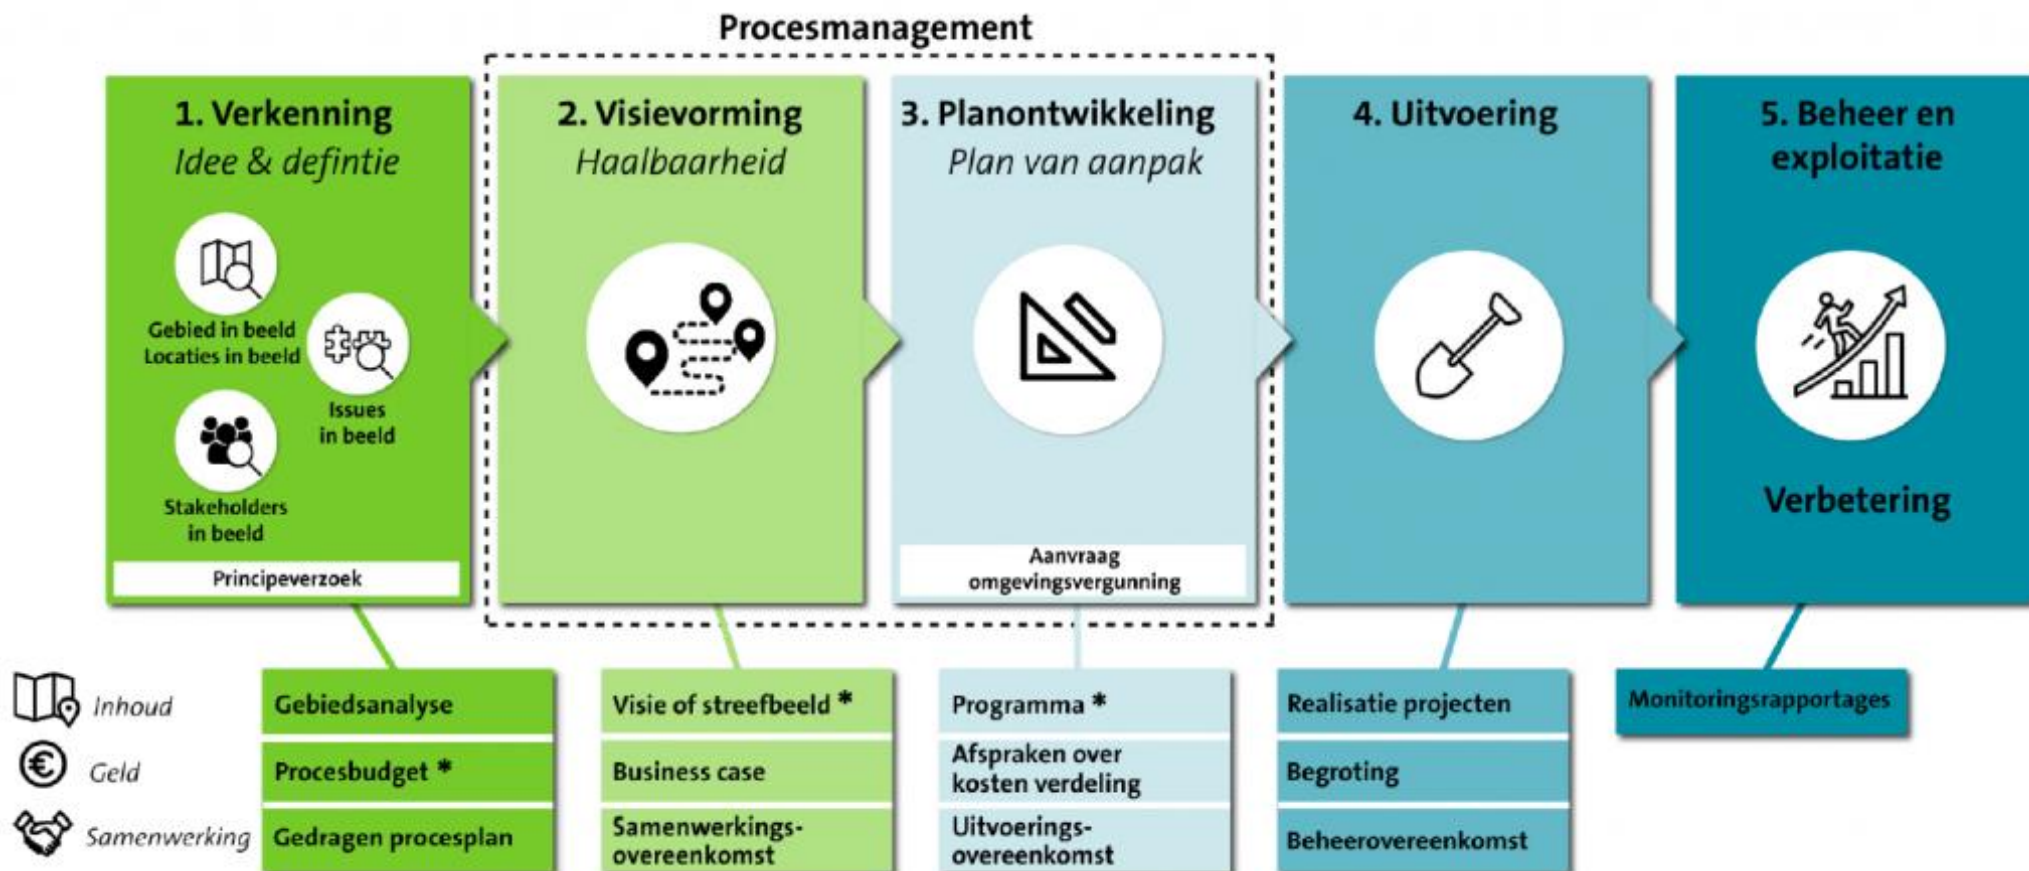 Procesmanagement
1. Verkenning
Idee & defintie
Gebied in beeld
Locaties in beeld
Issues
in beeld
Stakeholders
in beeld
Principeverzoek
2. Visievorming
Haalbaarheid
3. Planontwikkeling
Plan van aanpak
Aanvraag
omgevingsvergunning
4. Uitvoering
5. Beheer en
exploitatie
Verbetering
Inhoud
Gebiedsanalyse
Visie of streefbeeld *
Programma *
Realisatie projecten
Monitoringsrapportages
Geld
Procesbudget *
Business case
Afspraken over
kosten verdeling
Begroting
Samenwerking
Gedragen procesplan
Samenwerkings-
overeenkomst
Uitvoerings-
overeenkomst
Beheerovereenkomst